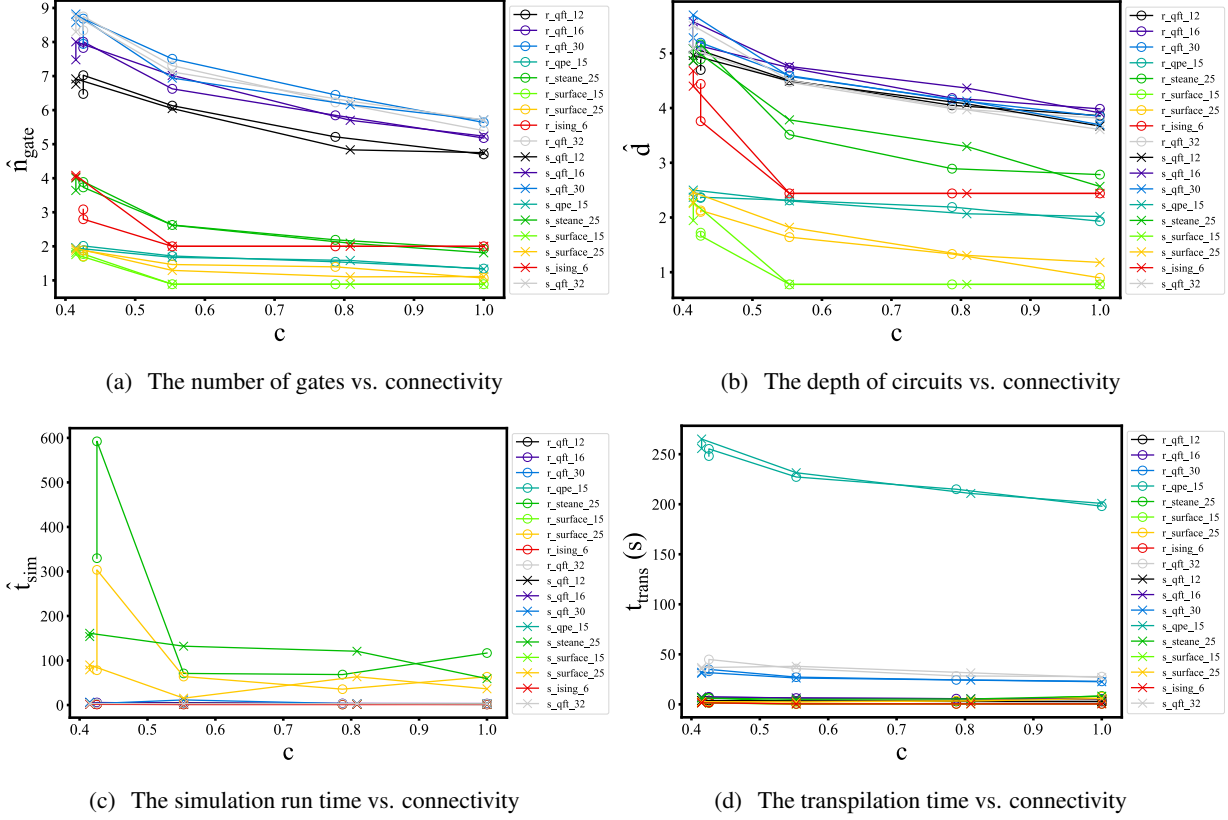 n̂gate
9
8
7
6
5
4
3
2
1
0.4 0.5 0.6 0.7 0.8 0.9 1.0
c
r_qft_12
r_qft_16
r_qft_30
r_qpe_15
r_steane_25
r_surface_15
r_surface_25
r_ising_6
r_qft_32
s_qft_12
s_qft_16
s_qft_30
s_qpe_15
s_steane_25
s_surface_15
s_surface_25
s_ising_6
s_qft_32
(a) The number of gates vs. connectivity
d̂
5
4
3
2
1
0.4 0.5 0.6 0.7 0.8 0.9 1.0
c
r_qft_12
r_qft_16
r_qft_30
r_qpe_15
r_steane_25
r_surface_15
r_surface_25
r_ising_6
r_qft_32
s_qft_12
s_qft_16
s_qft_30
s_qpe_15
s_steane_25
s_surface_15
s_surface_25
s_ising_6
s_qft_32
(b) The depth of circuits vs. connectivity
t̂sim
600
500
400
300
200
100
0
0.4 0.5 0.6 0.7 0.8 0.9 1.0
c
r_qft_12
r_qft_16
r_qft_30
r_qpe_15
r_steane_25
r_surface_15
r_surface_25
r_ising_6
r_qft_32
s_qft_12
s_qft_16
s_qft_30
s_qpe_15
s_steane_25
s_surface_15
s_surface_25
s_ising_6
s_qft_32
(c) The simulation run time vs. connectivity
ttrans (s)
250
200
150
100
50
0
0.4 0.5 0.6 0.7 0.8 0.9 1.0
c
r_qft_12
r_qft_16
r_qft_30
r_qpe_15
r_steane_25
r_surface_15
r_surface_25
r_ising_6
r_qft_32
s_qft_12
s_qft_16
s_qft_30
s_qpe_15
s_steane_25
s_surface_15
s_surface_25
s_ising_6
s_qft_32
(d) The transpilation time vs. connectivity